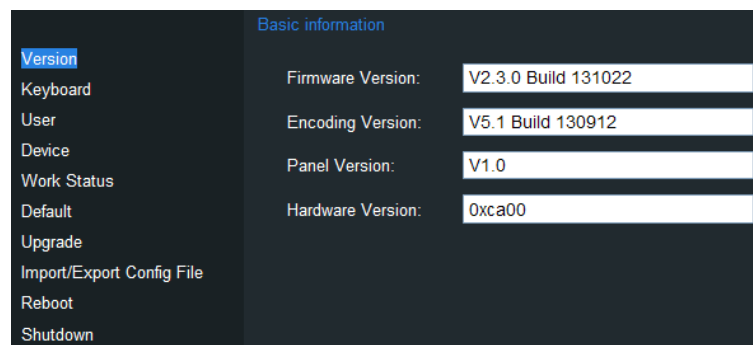 Basic information
Version
Keyboard
User
Device
Work Status
Default
Upgrade
Import/Export Config File
Reboot
Shutdown
Firmware Version: V2.3.0 Build 131022
Encoding Version: V5.1 Build 130912
Panel Version: V1.0
Hardware Version: 0xca00